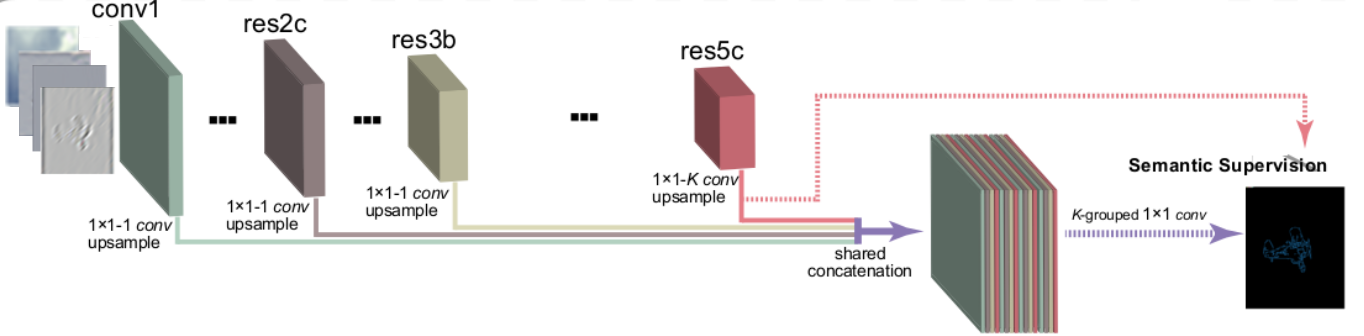 conv1
res2c
res3b
res5c
1×1-1 conv
upsample
1×1-1 conv
upsample
1×1-1 conv
upsample
1×1-K conv
upsample
shared
concatenation
Semantic Supervision
K-grouped 1×1 conv